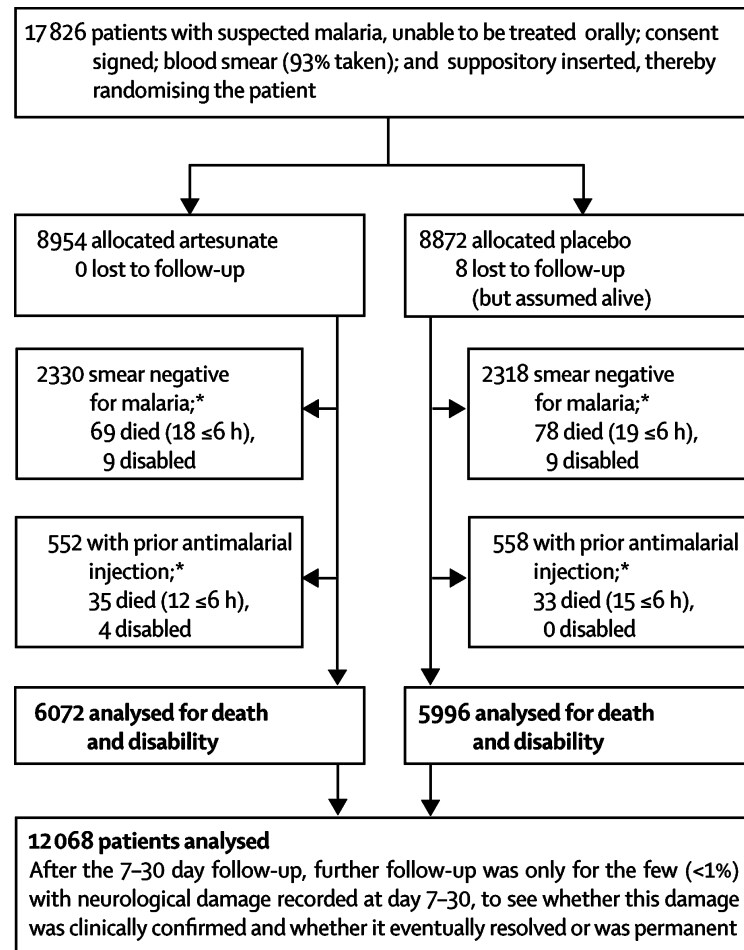 17 826 patients with suspected malaria, unable to be treated orally; consent
signed; blood smear (93% taken); and suppository inserted, thereby
randomising the patient
8954 allocated artesunate
0 lost to follow-up
8872 allocated placebo
8 lost to follow-up
(but assumed alive)
2330 smear negative
for malaria;*
69 died (18 ≤6 h),
9 disabled
2318 smear negative
for malaria;*
78 died (19 ≤6 h),
9 disabled
552 with prior antimalarial
injection;*
35 died (12 ≤6 h),
4 disabled
558 with prior antimalarial
injection;*
33 died (15 ≤6 h),
0 disabled
6072 analysed for death
and disability
5996 analysed for death
and disability
12 068 patients analysed
After the 7–30 day follow-up, further follow-up was only for the few (<1%)
with neurological damage recorded at day 7–30, to see whether this damage
was clinically confirmed and whether it eventually resolved or was permanent